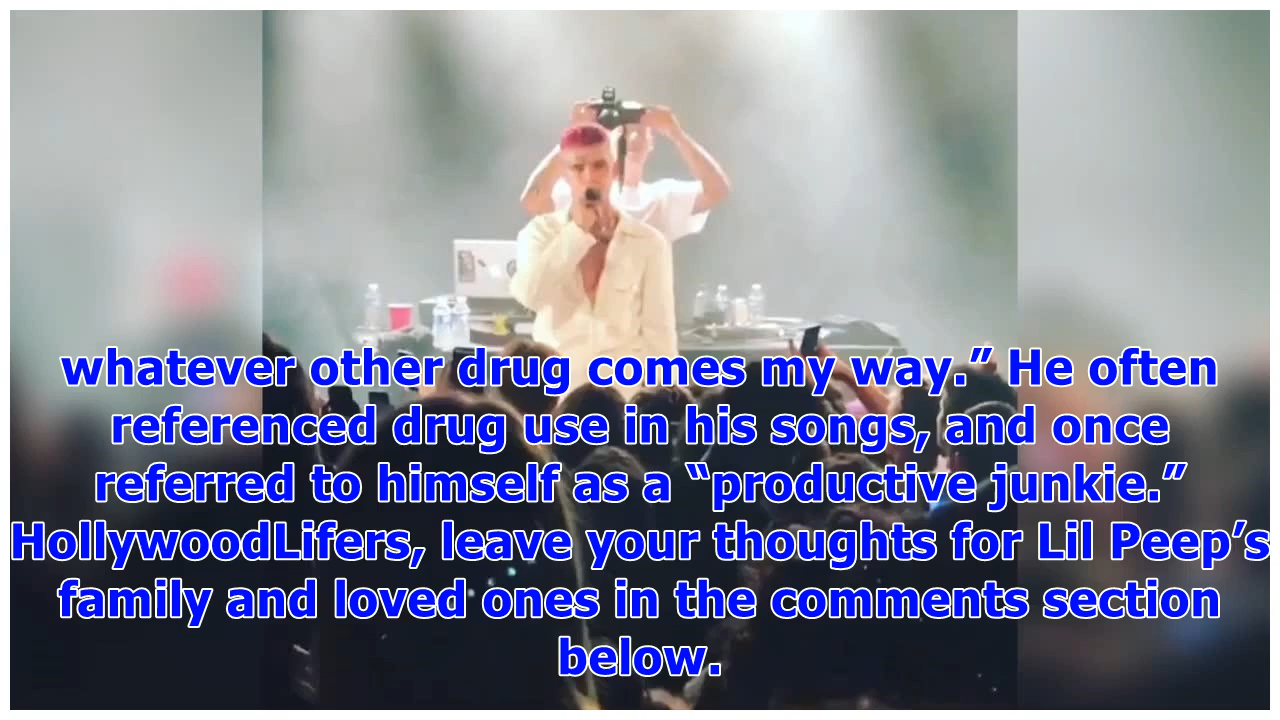 whatever other drug comes my way.” He often
referenced drug use in his songs, and once
referred to himself as a “productive junkie.”
HollywoodLifers, leave your thoughts for Lil Peep’s
family and loved ones in the comments section
below.